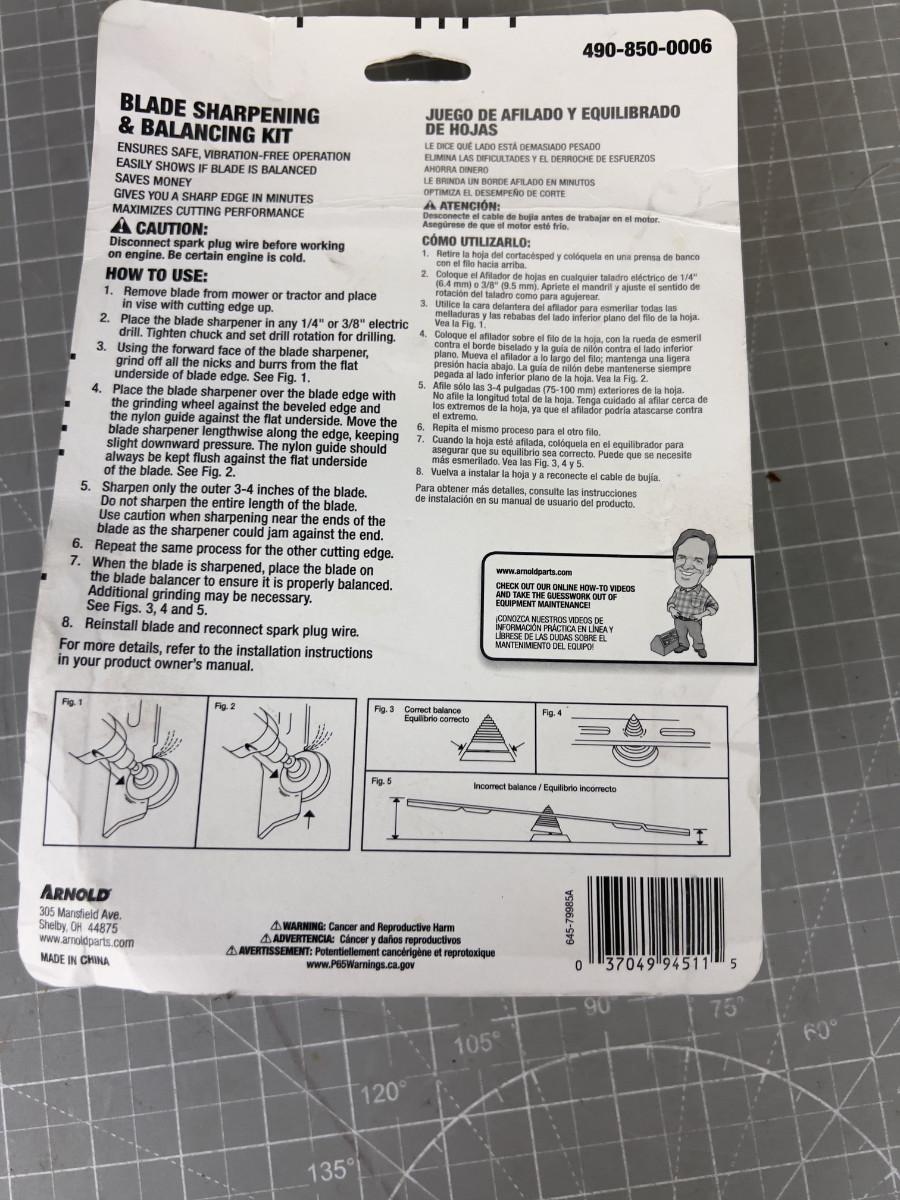 490-850-0006
BLADE SHARPENING
& BALANCING KIT
ENSURES SAFE, VIBRATION-FREE OPERATION
EASILY SHOWS IF BLADE IS BALANCED
SAVES MONEY
GIVES YOU A SHARP EDGE IN MINUTES
MAXIMIZES CUTTING PERFORMANCE
CAUTION:
Disconnect spark plug wire before working
on engine. Be certain engine is cold.
HOW TO USE:
1. Remove blade from mower or tractor and place
in vise with cutting edge up.
2. Place the blade sharpener in any 1/4" or 3/8" electric
drill. Tighten chuck and set drill rotation for drilling.
3. Using the forward face of the blade sharpener,
grind off all the nicks and burrs from the flat
underside of blade edge. See Fig. 1.
4. Place the blade sharpener over the blade edge with
the grinding wheel against the beveled edge and
the nylon guide against the flat underside. Move the
blade sharpener lengthwise along the edge, keeping
slight downward pressure. The nylon guide should
always be kept flush against the flat underside
of the blade. See Fig. 2.
5. Sharpen only the outer 3-4 inches of the blade.
Do not sharpen the entire length of the blade.
Use caution when sharpening near the ends of the
blade as the sharpener could jam against the end.
6. Repeat the same process for the other cutting edge.
7. When the blade is sharpened, place the blade on
the blade balancer to ensure it is properly balanced.
Additional grinding may be necessary.
See Figs. 3, 4 and 5.
8. Reinstall blade and reconnect spark plug wire.
For more details, refer to the installation instructions
in your product owner's manual.
JUEGO DE AFILADO Y EQUILIBRADO
DE HOJAS
LE DICE QUÉ LADO ESTÁ DEMASIADO PESADO
ELIMINA LAS DIFICULTADES Y EL DERROCHE DE ESFUERZOS
AHORRA DINERO
LE BRINDA UN BORDE AFILADO EN MINUTOS
OPTIMIZA EL DESEMPEÑO DE CORTE
ATENCIÓN:
Desconecte el cable de bujía antes de trabajar en el motor.
Asegúrese de que el motor esté frío.
CÓMO UTILIZARLO:
1. Retire la hoja del cortacésped y colóquela en una prensa de banco
con el filo hacia arriba.
2. Coloque el Afilador de hojas en cualquier taladro eléctrico de 1/4"
(6.4 mm) o 3/8" (9.5 mm). Apriete el mandril y ajuste el sentido de
rotación del taladro como para agujerear.
3. Utilice la cara delantera del afilador para esmerilar todas las
melladuras y las rebabas del lado inferior plano del filo de la hoja.
Vea la Fig. 1.
4. Coloque el afilador sobre el filo de la hoja, con la rueda de esmeril
contra el borde biselado y la guía de nilón contra el lado inferior
plano. Mueva el afilador a lo largo del filo; mantenga una ligera
presión hacia abajo. La guía de nilón debe mantenerse siempre
pegada al lado inferior plano de la hoja. Vea la Fig. 2.
5. Afile sólo las 3-4 pulgadas (75-100 mm) exteriores de la hoja.
No afile la longitud total de la hoja. Tenga cuidado al afilar cerca de
los extremos de la hoja, ya que el afilador podría atascarse contra
el extremo.
6. Repita el mismo proceso para el otro filo.
7. Cuando la hoja esté afilada, colóquela en el equilibrador para
asegurar que su equilibrio sea correcto. Puede que se necesite
más esmerilado. Vea las Fig. 3, 4 y 5.
8. Vuelva a instalar la hoja y a reconecte el cable de bujía.
Para obtener más detalles, consulte las instrucciones
de instalación en su manual de usuario del producto.
www.arnoldparts.com
CHECK OUT OUR ONLINE HOW-TO VIDEOS
AND TAKE THE GUESSWORK OUT OF
EQUIPMENT MAINTENANCE!
¡CONOZCA NUESTROS VIDEOS DE
INFORMACIÓN PRÁCTICA EN LÍNEA Y
LÍBRESE DE LAS DUDAS SOBRE EL
MANTENIMIENTO DEL EQUIPO!
Fig. 1
Fig. 2
Fig. 3 Correct balance
Equilibrio correcto
Fig. 4
Fig. 5
Incorrect balance / Equilibrio incorrecto
ARNOLD
305 Mansfield Ave.
Shelby, OH 44875
www.arnoldparts.com
MADE IN CHINA
WARNING: Cancer and Reproductive Harm
ADVERTENCIA: Cáncer y daños reproductivos
AVERTISSEMENT: Potentiellement cancérigène et reprotoxique
www.P65Warnings.ca.gov
645-79985A
0 37049 94511 5
90°
75°
60°
105°
120°
135°